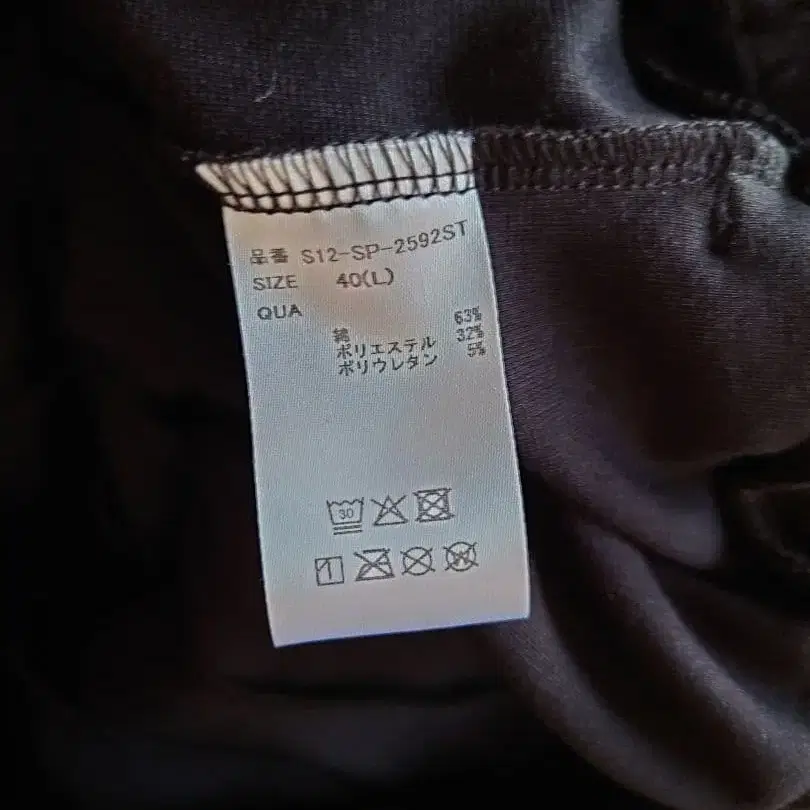 品番 S12-SP-2592ST
SIZE 40(L)
QUA
綿 63%
ポリエステル 32%
ポリウレタン 5%
30
W